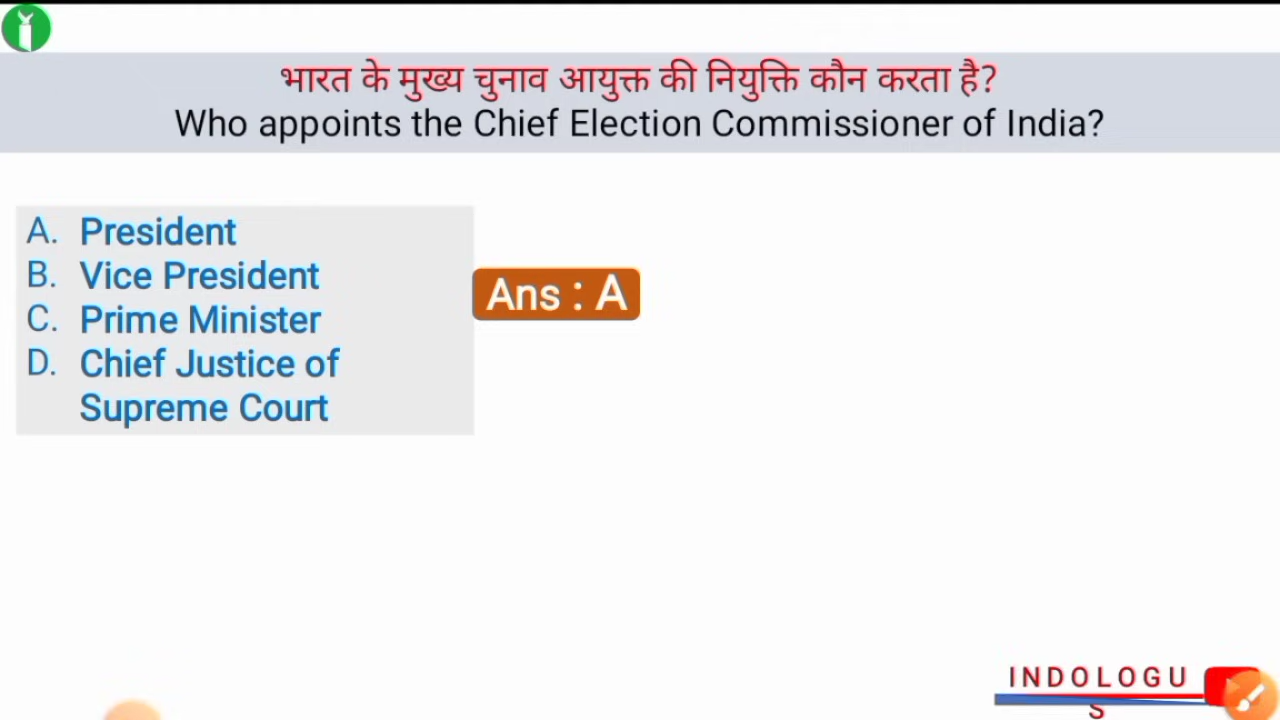 भारत के मुख्य चुनाव आयुक्त की नियुक्ति कौन करता है?
Who appoints the Chief Election Commissioner of India?
A. President
B. Vice President
C. Prime Minister
D. Chief Justice of
Supreme Court
Ans : A
INDOLOGU
S